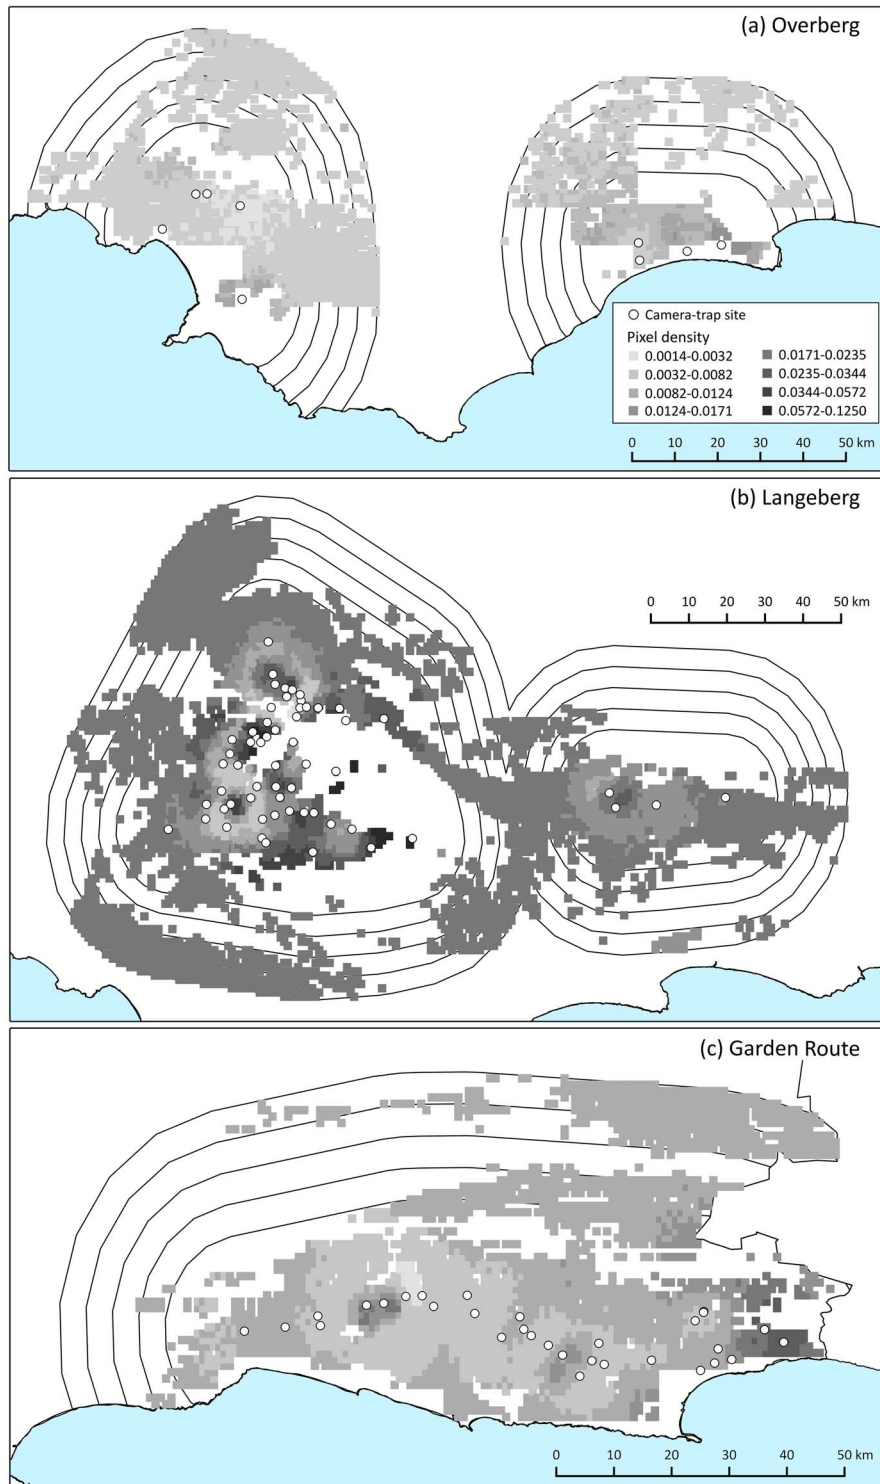 (a) Overberg
Camera-trap site
Pixel density
0.0014-0.0032 0.0171-0.0235
0.0032-0.0082 0.0235-0.0344
0.0082-0.0124 0.0344-0.0572
0.0124-0.0171 0.0572-0.1250
0 10 20 30 40 50 km
(b) Langeberg
0 10 20 30 40 50 km
(c) Garden Route
0 10 20 30 40 50 km